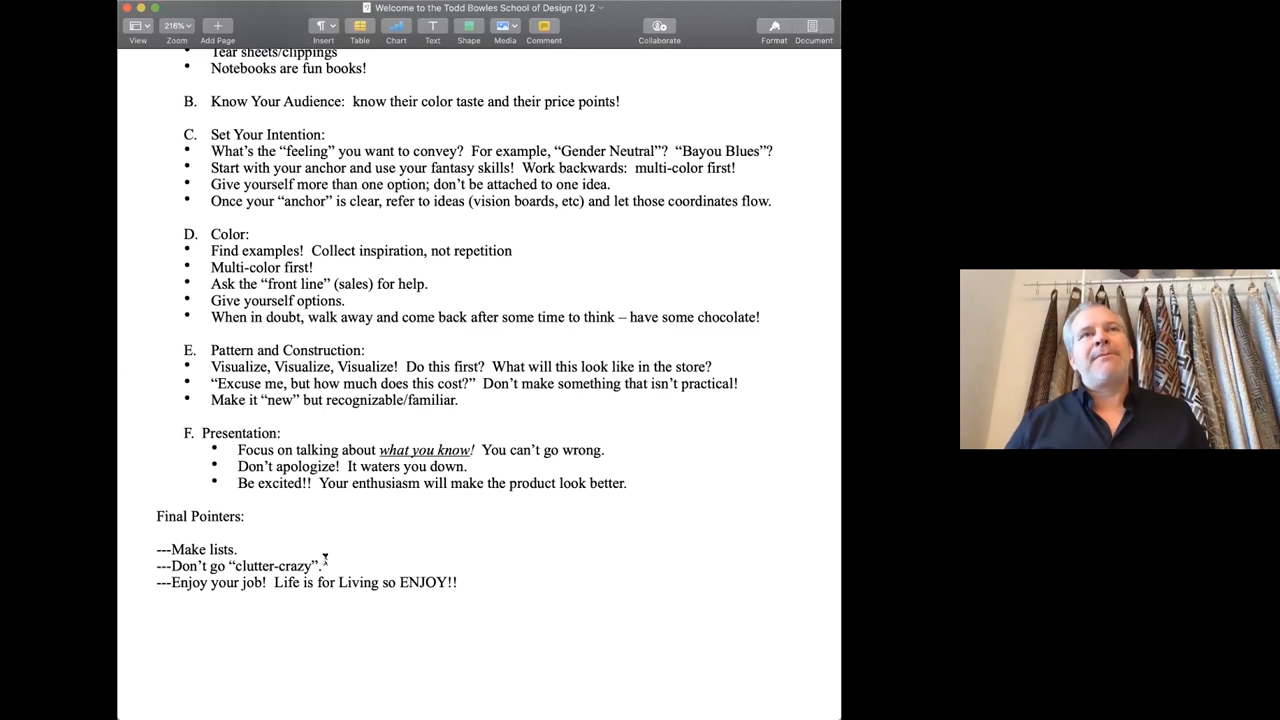 Welcome to the Todd Bowles School of Design (2) 2
216%
View Zoom Add Page Insert Table Chart Text Shape Media Comment Collaborate Format Document
• Tear sheets/clippings
• Notebooks are fun books!
B. Know Your Audience: know their color taste and their price points!
C. Set Your Intention:
• What’s the “feeling” you want to convey? For example, “Gender Neutral”? “Bayou Blues”?
• Start with your anchor and use your fantasy skills! Work backwards: multi-color first!
• Give yourself more than one option; don’t be attached to one idea.
• Once your “anchor” is clear, refer to ideas (vision boards, etc) and let those coordinates flow.
D. Color:
• Find examples! Collect inspiration, not repetition
• Multi-color first!
• Ask the “front line” (sales) for help.
• Give yourself options.
• When in doubt, walk away and come back after some time to think – have some chocolate!
E. Pattern and Construction:
• Visualize, Visualize, Visualize! Do this first? What will this look like in the store?
• “Excuse me, but how much does this cost?” Don’t make something that isn’t practical!
• Make it “new” but recognizable/familiar.
F. Presentation:
• Focus on talking about what you know! You can’t go wrong.
• Don’t apologize! It waters you down.
• Be excited!! Your enthusiasm will make the product look better.
Final Pointers:
---Make lists.
---Don’t go “clutter-crazy”.
---Enjoy your job! Life is for Living so ENJOY!!